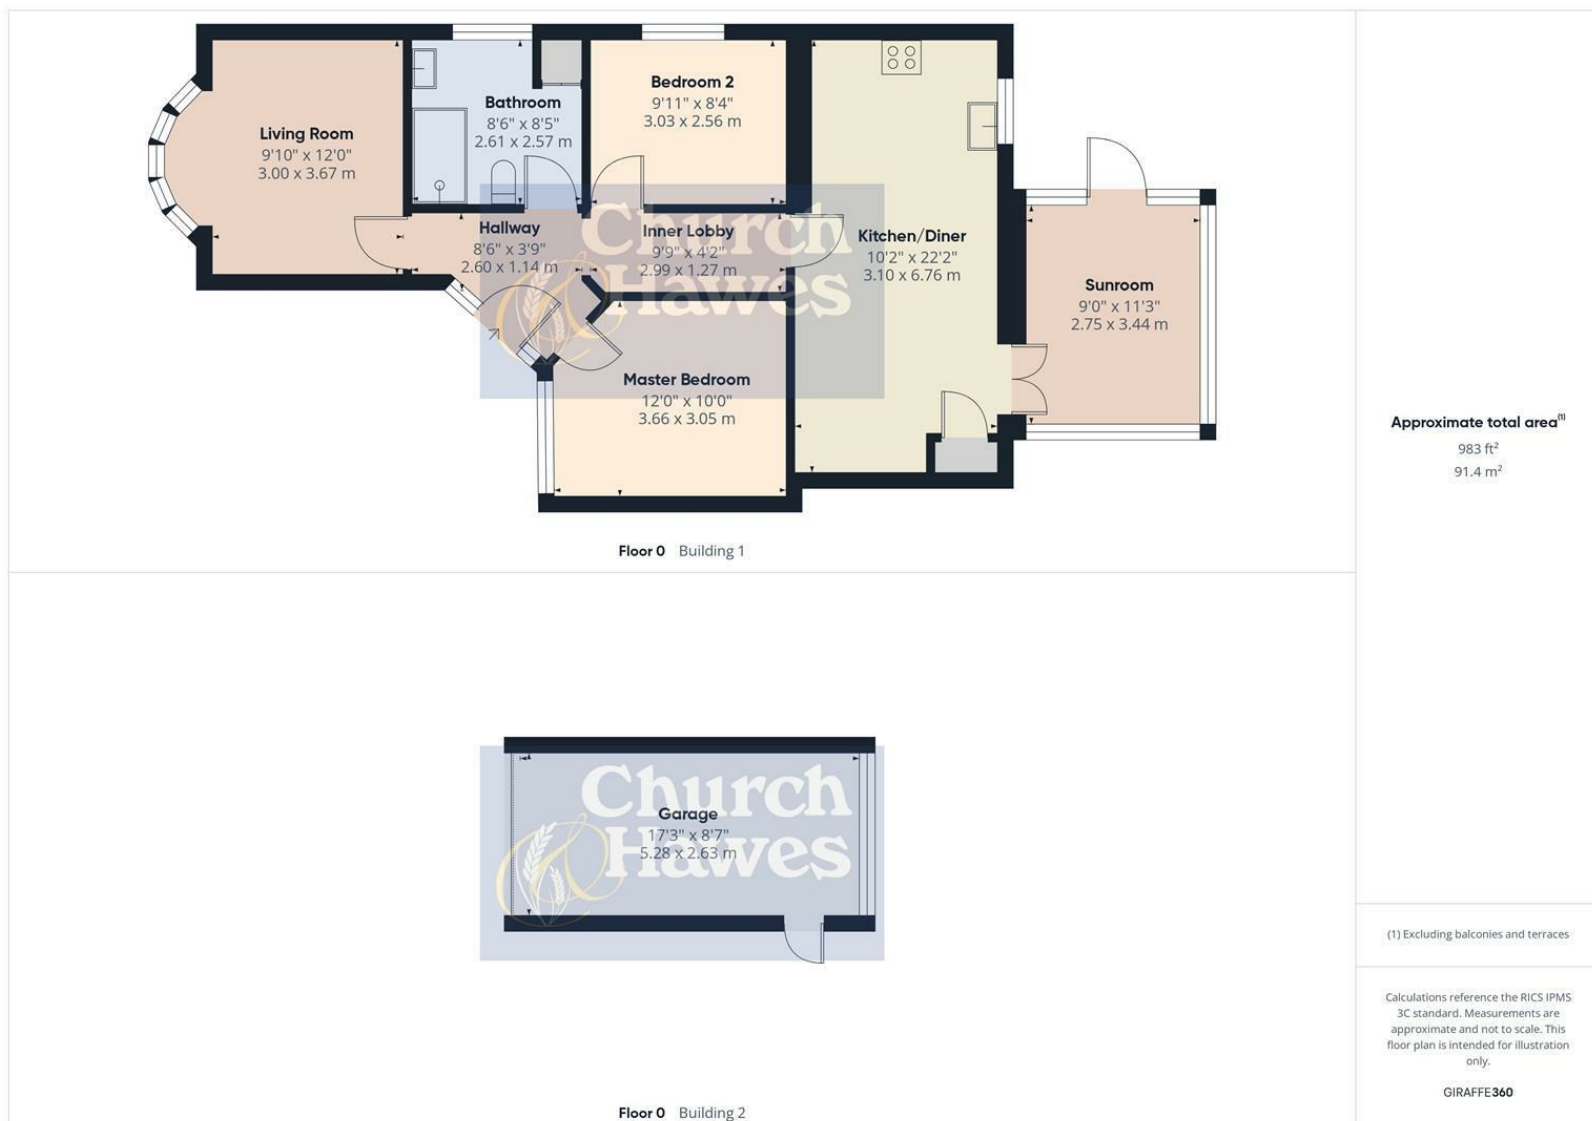 Living Room
9'10" x 12'0"
3.00 x 3.67 m
Bathroom
8'6" x 8'5"
2.61 x 2.57 m
Bedroom 2
9'11" x 8'4"
3.03 x 2.56 m
Hallway
8'6" x 3'9"
2.60 x 1.14 m
Inner Lobby
9'9" x 4'2"
2.99 x 1.27 m
Kitchen/Diner
10'2" x 22'2"
3.10 x 6.76 m
Sunroom
9'0" x 11'3"
2.75 x 3.44 m
Master Bedroom
12'0" x 10'0"
3.66 x 3.05 m
Church
Hawes
Floor 0 Building 1
Garage
17'3" x 8'7"
5.28 x 2.63 m
Church
Hawes
Floor 0 Building 2
Approximate total area⁽¹⁾
983 ft²
91.4 m²
(1) Excluding balconies and terraces
Calculations reference the RICS IPMS
3C standard. Measurements are
approximate and not to scale. This
floor plan is intended for illustration
only.
GIRAFFE360